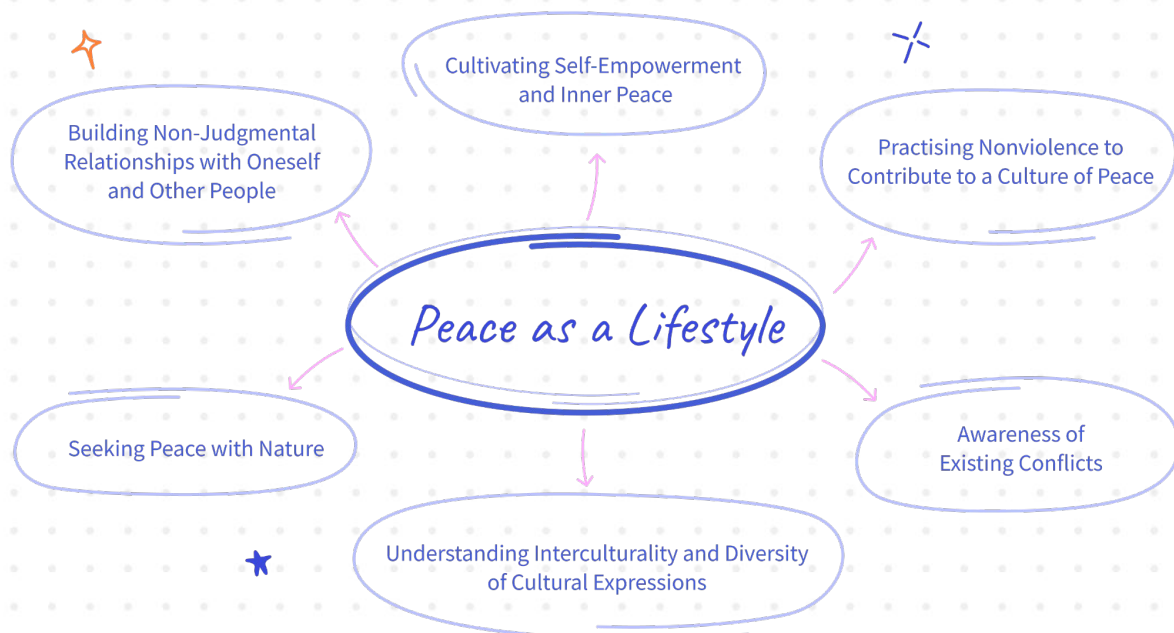 Cultivating Self-Empowerment
and Inner Peace
Building Non-Judgmental
Relationships with Oneself
and Other People
Practising Nonviolence to
Contribute to a Culture of Peace
Peace as a Lifestyle
Seeking Peace with Nature
Awareness of
Existing Conflicts
Understanding Interculturality and Diversity
of Cultural Expressions